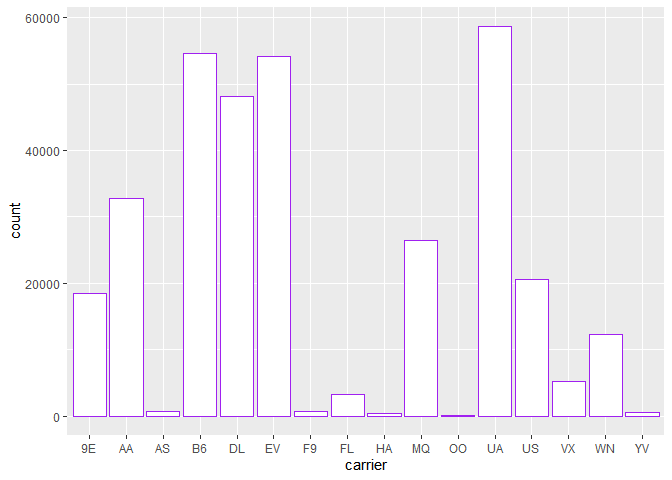 60000
40000
20000
0
count
9E AA AS B6 DL EV F9 FL HA MQ OO UA US VX WN YV
carrier